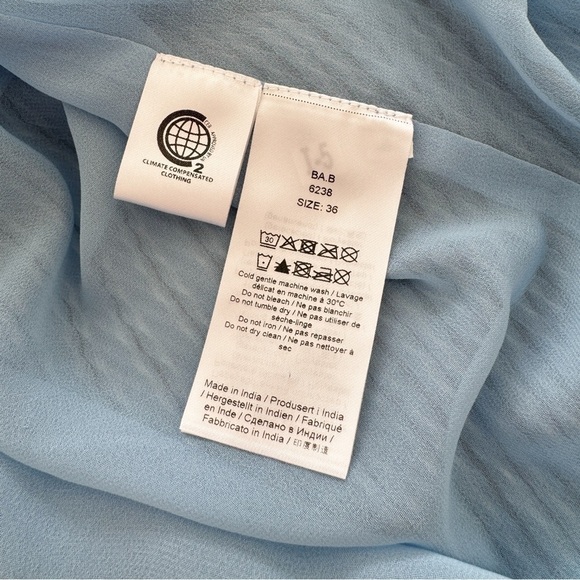 2
CLIMATE COMPENSATED
CLOTHING
BA.B
6238
SIZE: 36
30
Cold gentle machine wash / Lavage
délicat en machine à 30°C
Do not bleach / Ne pas blanchir
Do not tumble dry / Ne pas utiliser de
sèche-linge
Do not iron / Ne pas repasser
Do not dry clean / Ne pas nettoyer à
sec
Made in India / Produsert i India
/ Hergestellt in Indien / Fabriqué
en Inde / Сделано в Индии /
Fabbricato in India / 印度制造